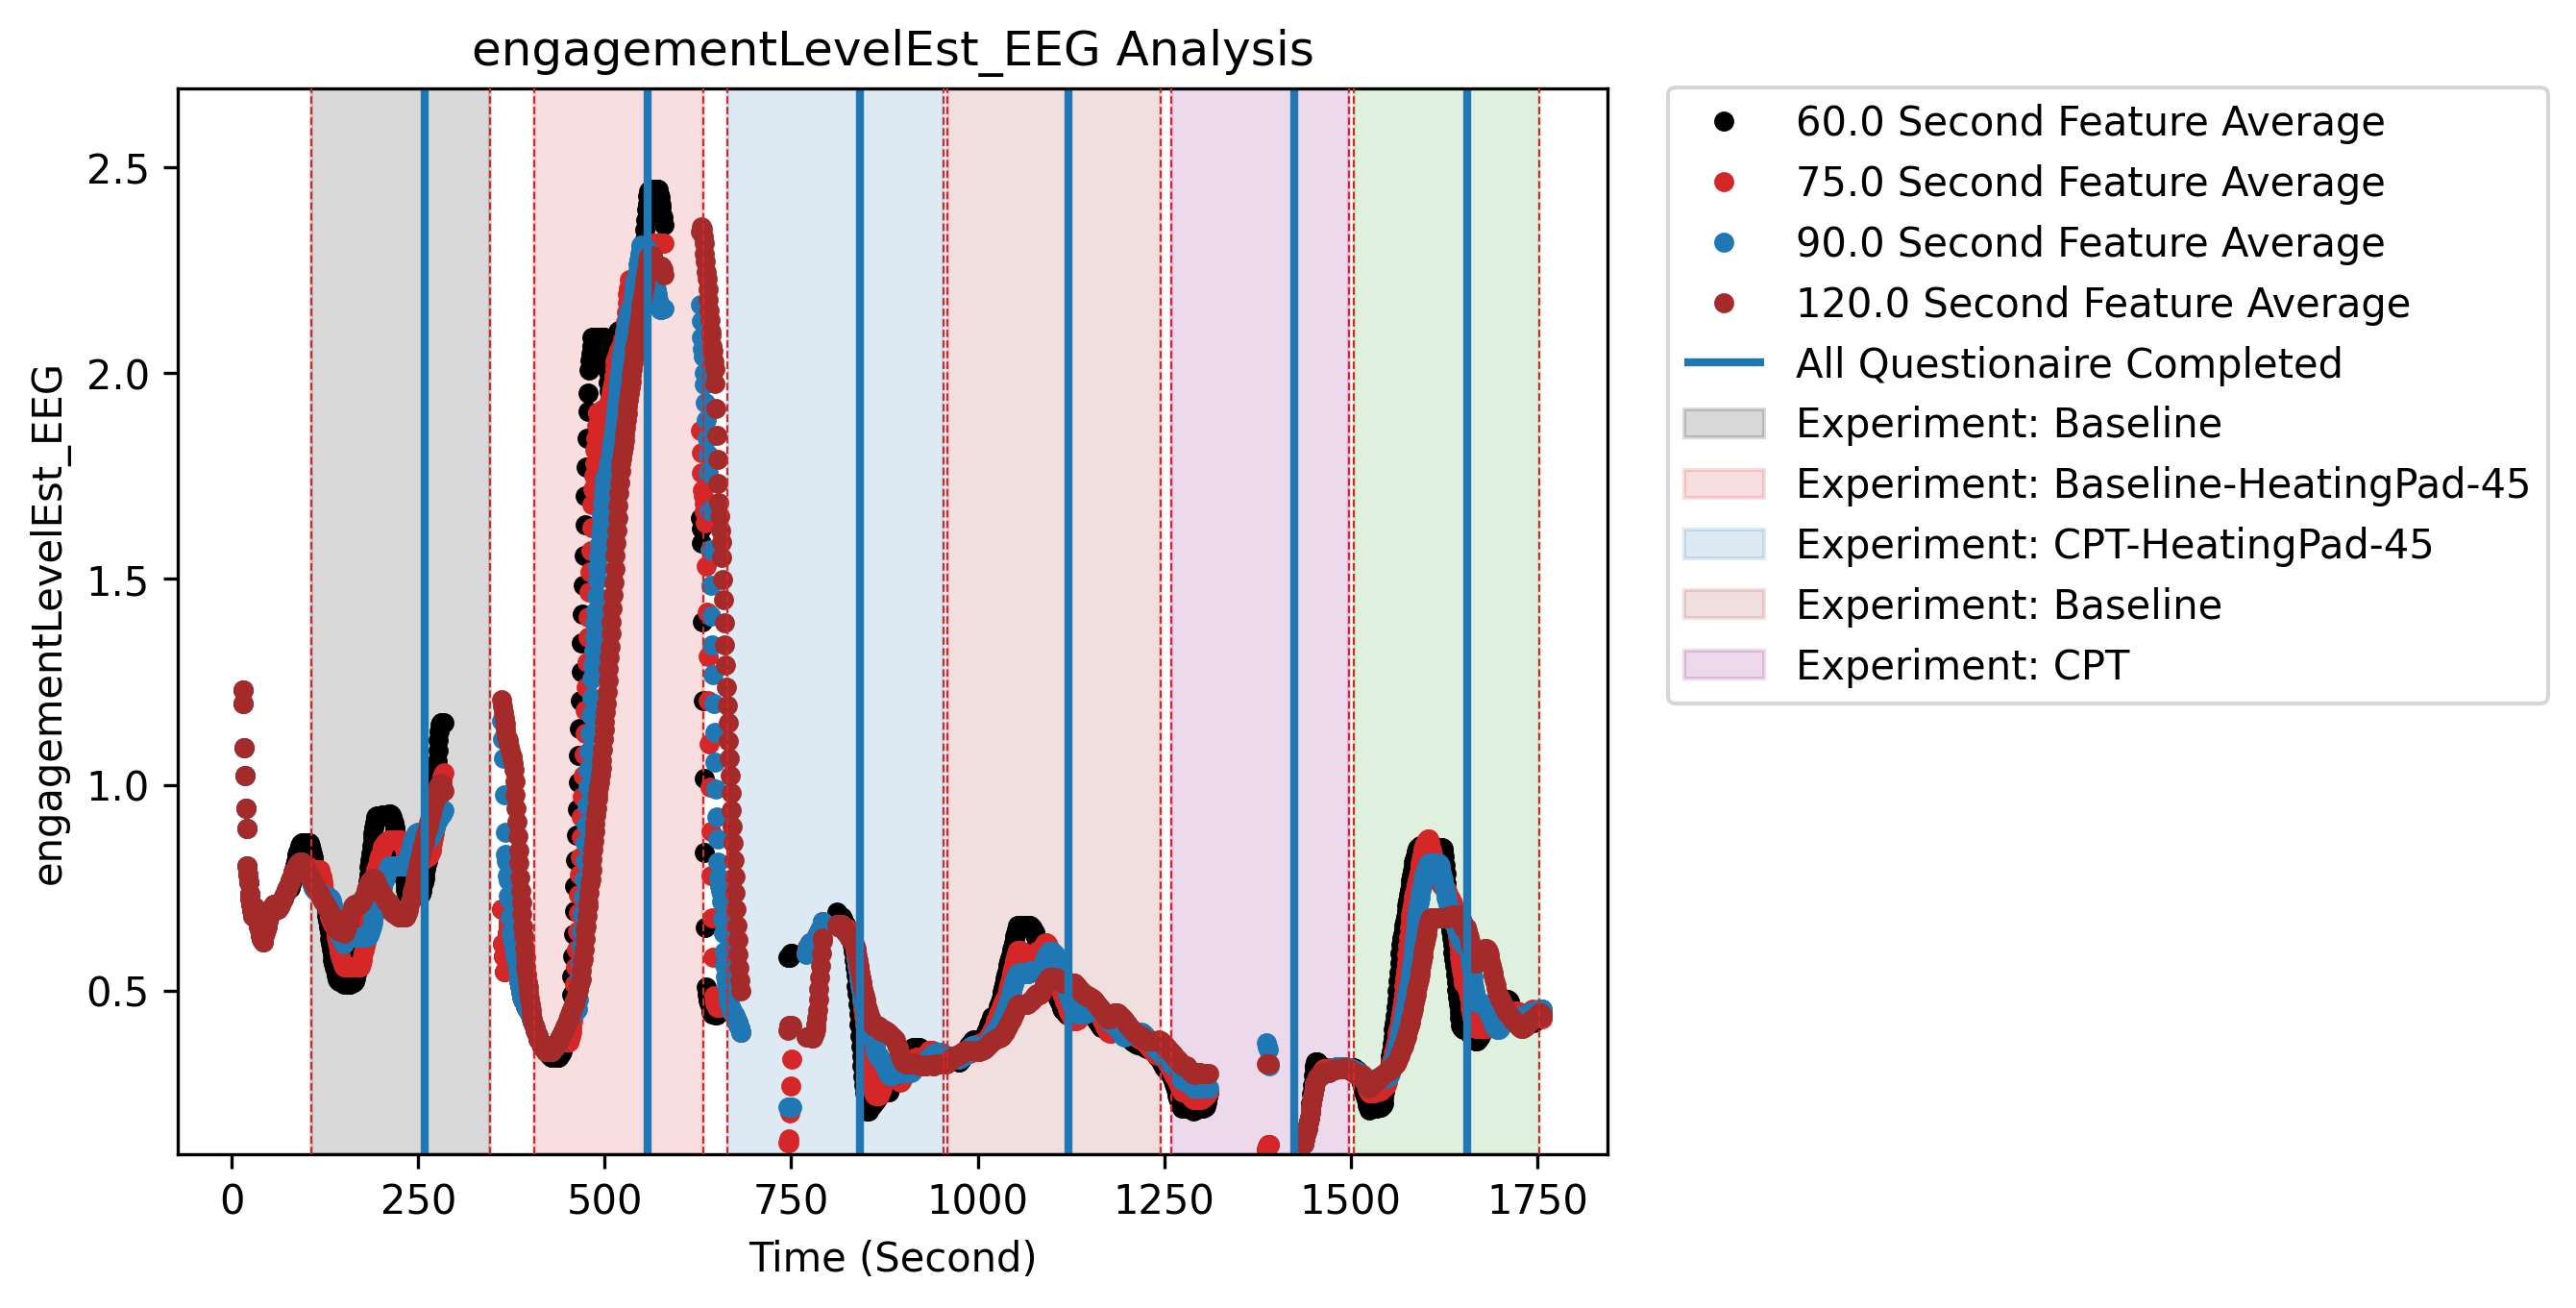 engagementLevelEst_EEG Analysis
engagementLevelEst_EEG
2.5
2.0
1.5
1.0
0.5
0 250 500 750 1000 1250 1500 1750
Time (Second)
60.0 Second Feature Average
75.0 Second Feature Average
90.0 Second Feature Average
120.0 Second Feature Average
All Questionaire Completed
Experiment: Baseline
Experiment: Baseline-HeatingPad-45
Experiment: CPT-HeatingPad-45
Experiment: Baseline
Experiment: CPT